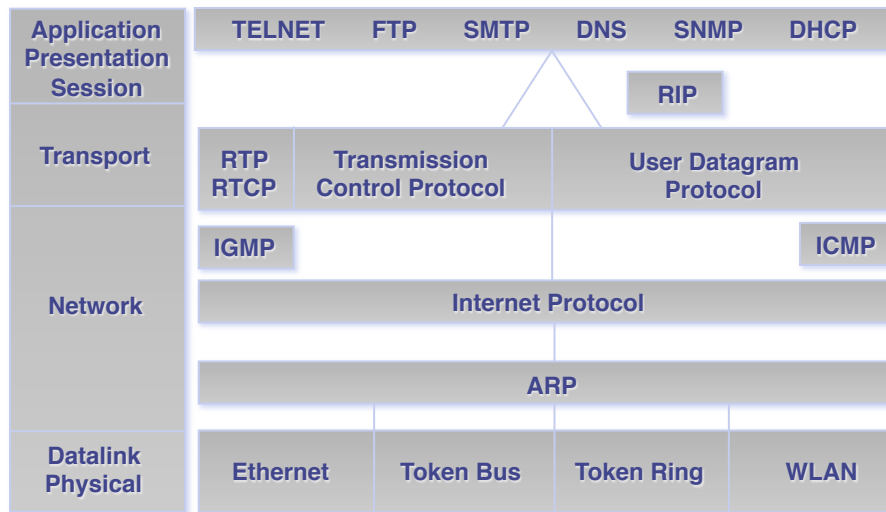 Application
Presentation
Session
TELNET FTP SMTP DNS SNMP DHCP
RIP
Transport
RTP
RTCP
Transmission
Control Protocol
User Datagram
Protocol
Network
IGMP
ICMP
Internet Protocol
ARP
Datalink
Physical
Ethernet
Token Bus
Token Ring
WLAN